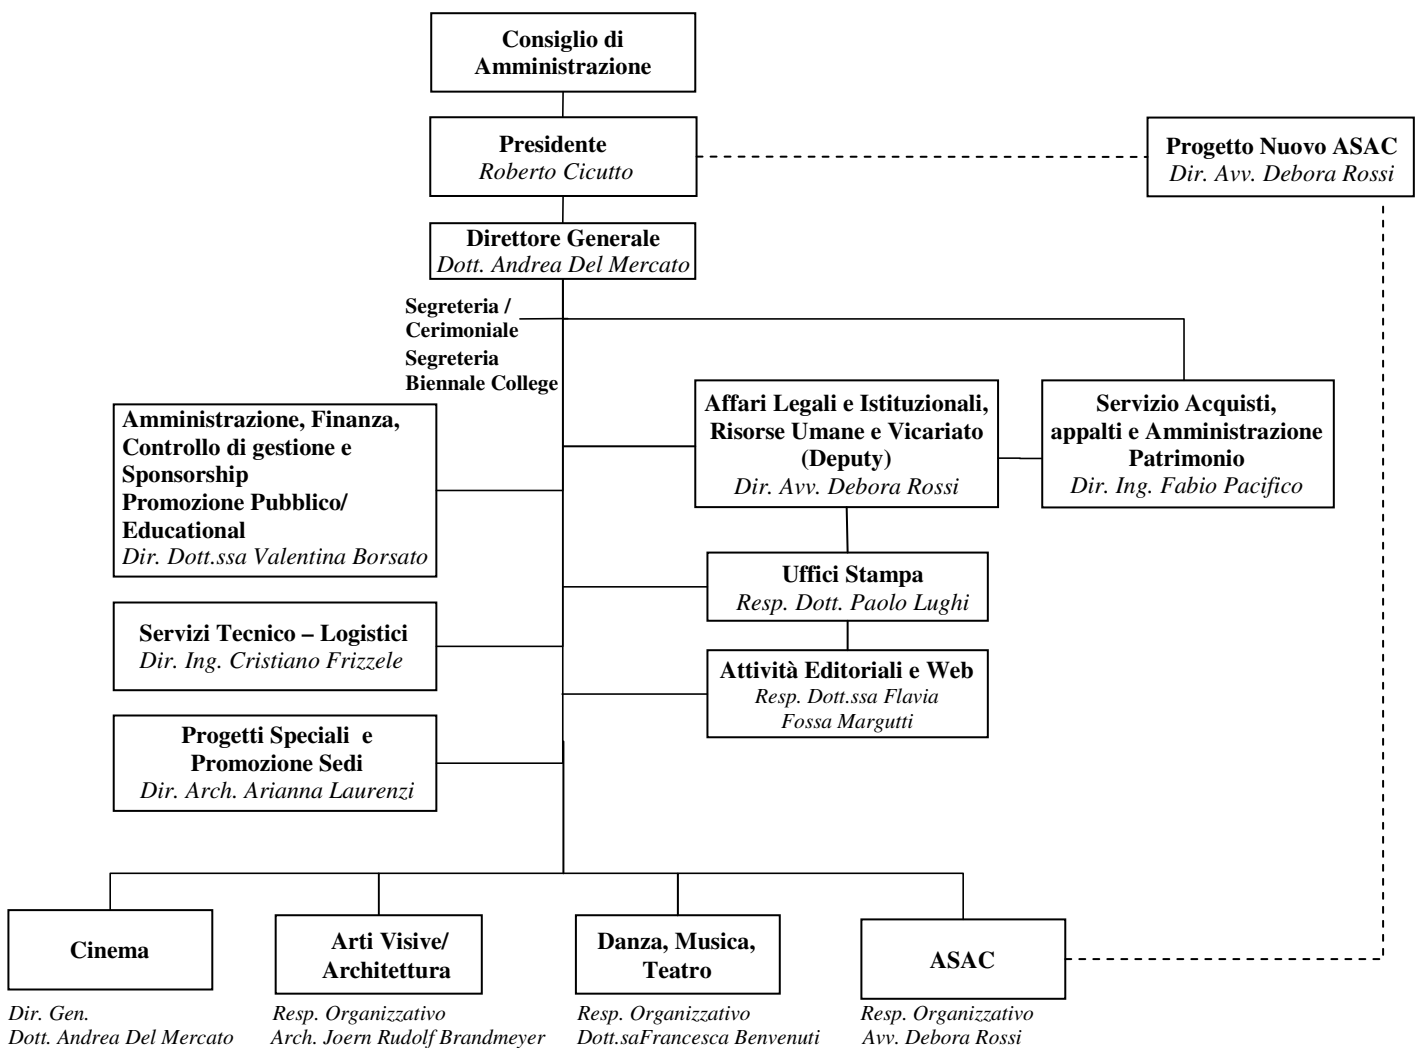 Consiglio di
Amministrazione
Presidente
Roberto Cicutto
Progetto Nuovo ASAC
Dir. Avv. Debora Rossi
Direttore Generale
Dott. Andrea Del Mercato
Segreteria /
Cerimoniale
Segreteria
Biennale College
Amministrazione, Finanza,
Controllo di gestione e
Sponsorship
Promozione Pubblico/
Educational
Dir. Dott.ssa Valentina Borsato
Affari Legali e Istituzionali,
Risorse Umane e Vicariato
(Deputy)
Dir. Avv. Debora Rossi
Servizio Acquisti,
appalti e Amministrazione
Patrimonio
Dir. Ing. Fabio Pacifico
Uffici Stampa
Resp. Dott. Paolo Lughi
Servizi Tecnico – Logistici
Dir. Ing. Cristiano Frizzele
Attività Editoriali e Web
Resp. Dott.ssa Flavia
Fossa Margutti
Progetti Speciali e
Promozione Sedi
Dir. Arch. Arianna Laurenzi
Cinema
Dir. Gen.
Dott. Andrea Del Mercato
Arti Visive/
Architettura
Resp. Organizzativo
Arch. Joern Rudolf Brandmeyer
Danza, Musica,
Teatro
Resp. Organizzativo
Dott.saFrancesca Benvenuti
ASAC
Resp. Organizzativo
Avv. Debora Rossi